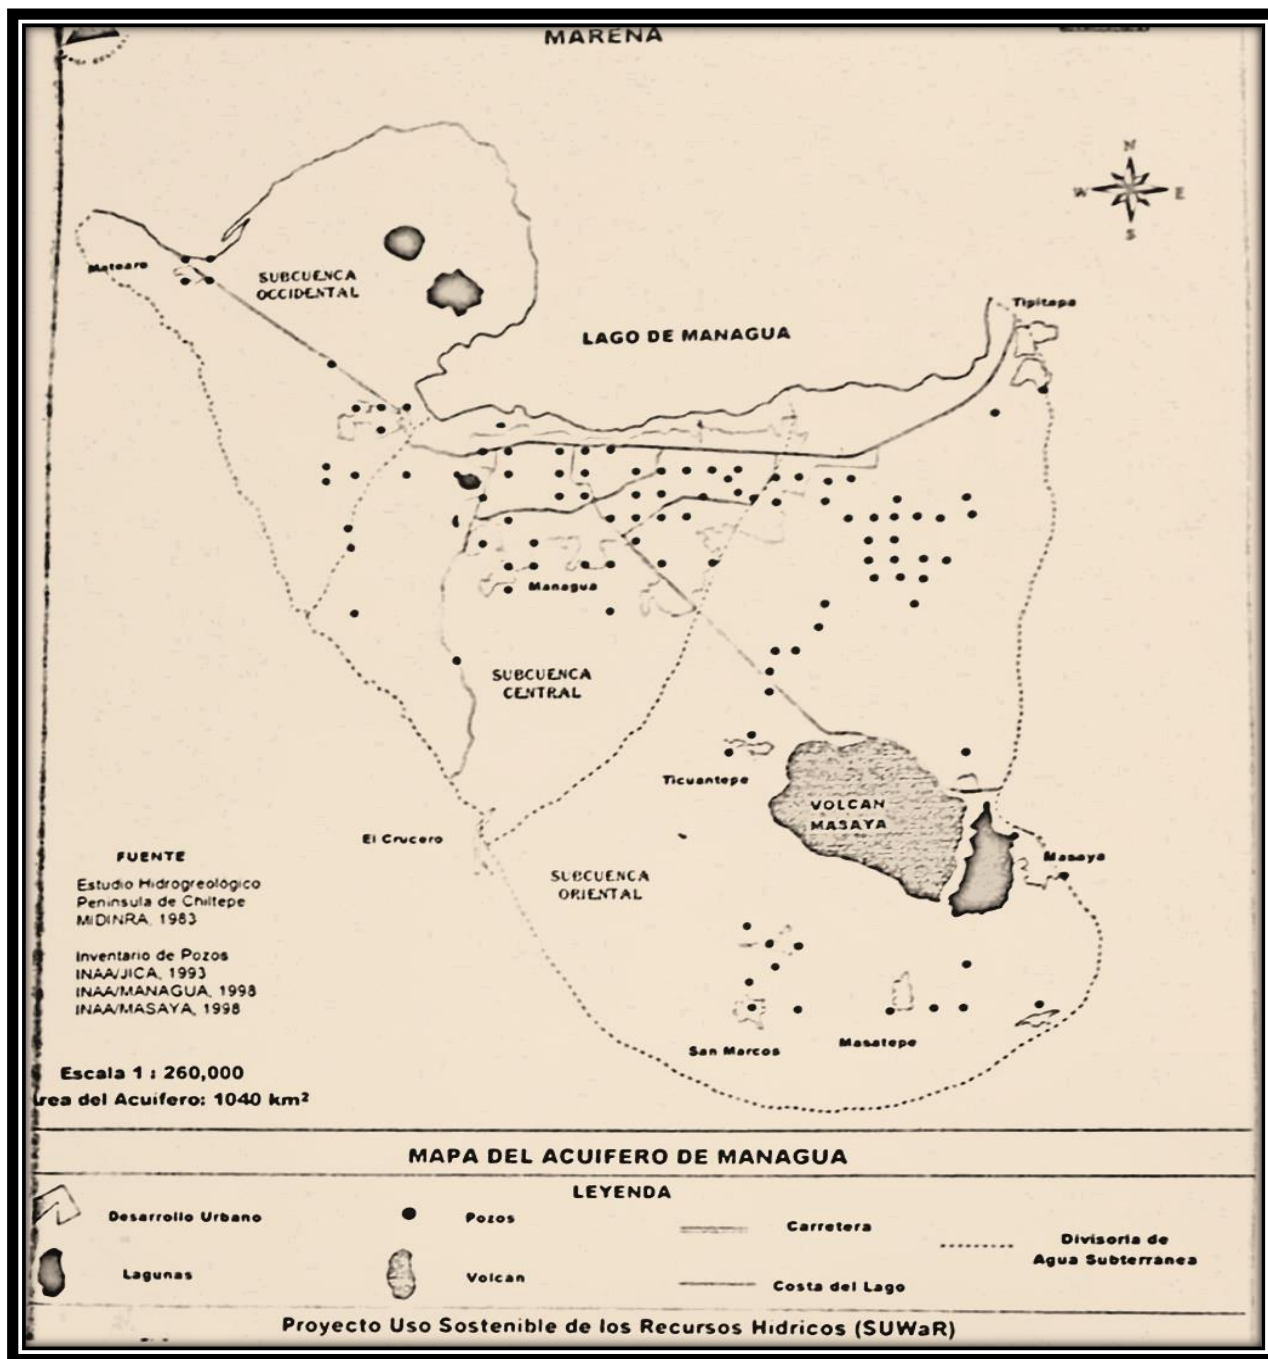 MARENA
N
W E
S
Mateare
SUBCUENCA
OCCIDENTAL
Tipitapa
LAGO DE MANAGUA
Managua
SUBCUENCA
CENTRAL
Ticuantepe
VOLCAN
MASAYA
El Crucero
Masaya
SUBCUENCA
ORIENTAL
FUENTE
Estudio Hidrogreológico
Peninsula de Chiltepe
MIDINRA, 1983
Inventario de Pozos
INAA/JICA, 1993
INAA/MANAGUA, 1998
INAA/MASAYA, 1998
San Marcos
Masatepe
Escala 1 : 260,000
rea del Acuifero: 1040 km²
MAPA DEL ACUIFERO DE MANAGUA
LEYENDA
Desarrollo Urbano
Pozos
Carretera
Divisoria de
Agua Subterranea
Lagunas
Volcan
Costa del Lago
Proyecto Uso Sostenible de los Recursos Hidricos (SUWaR)